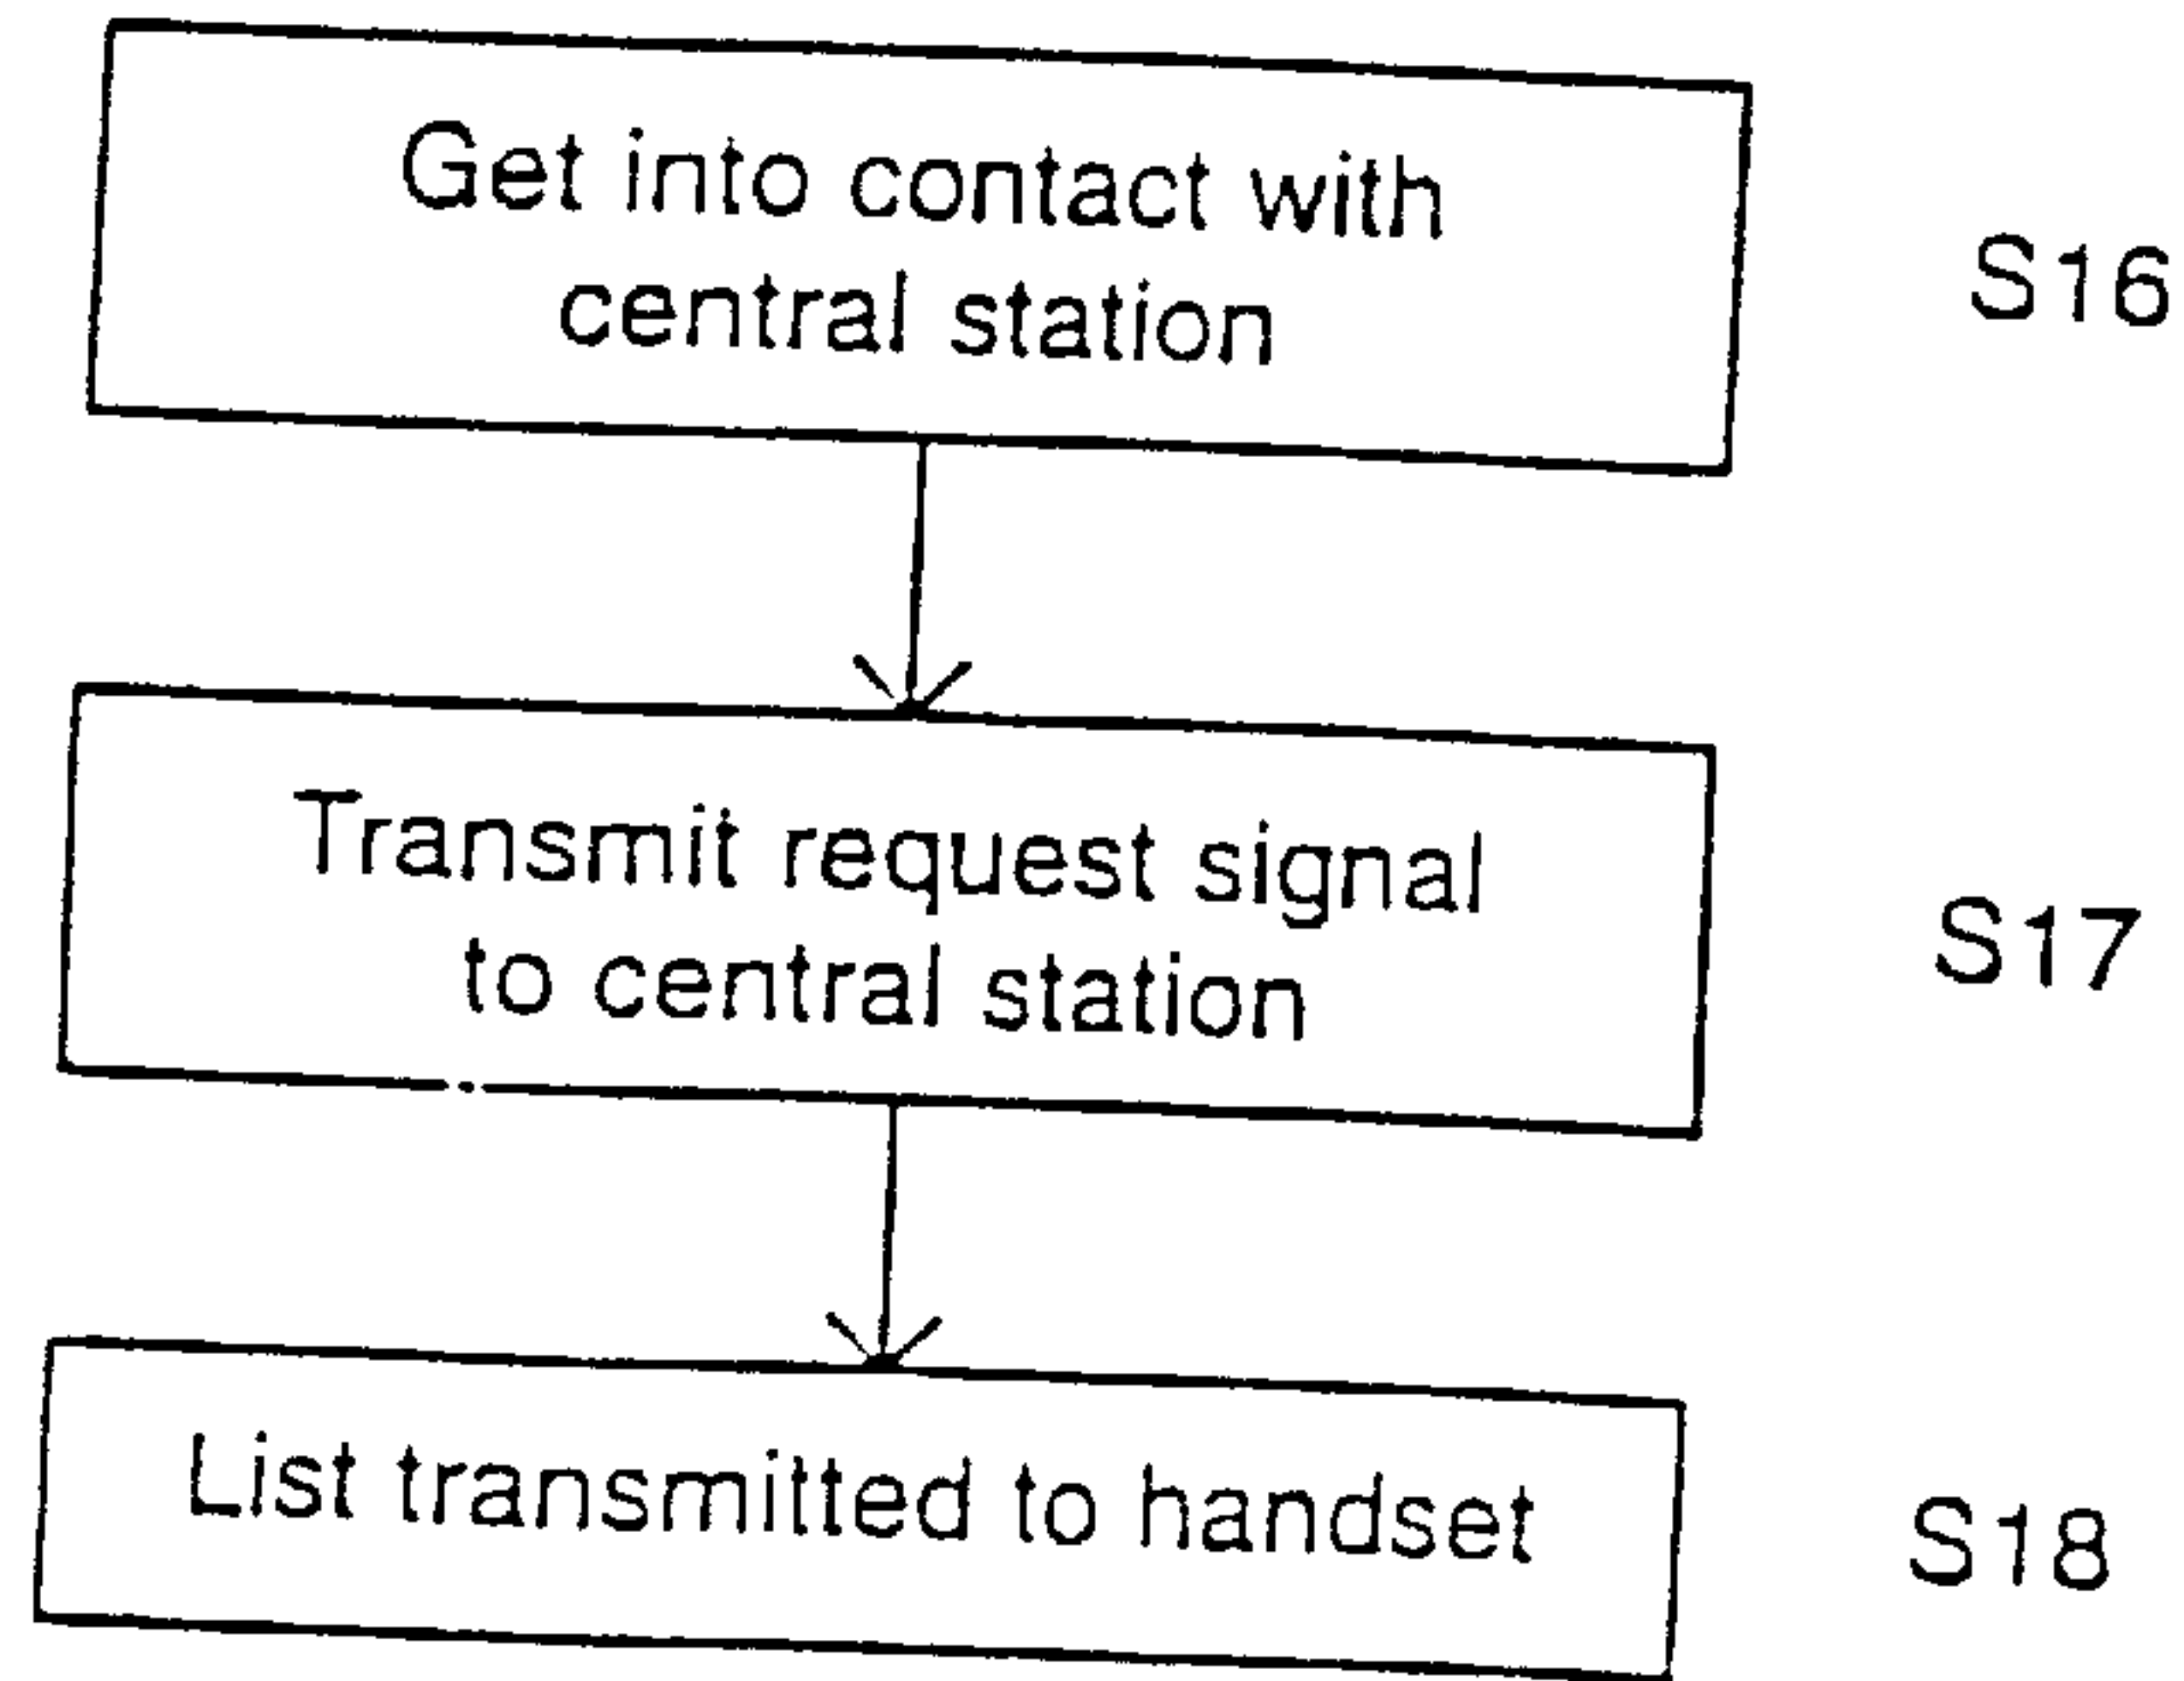 Get into contact with
central station
S16
Transmit request signal
to central station
S17
List transmitted to handset
S18